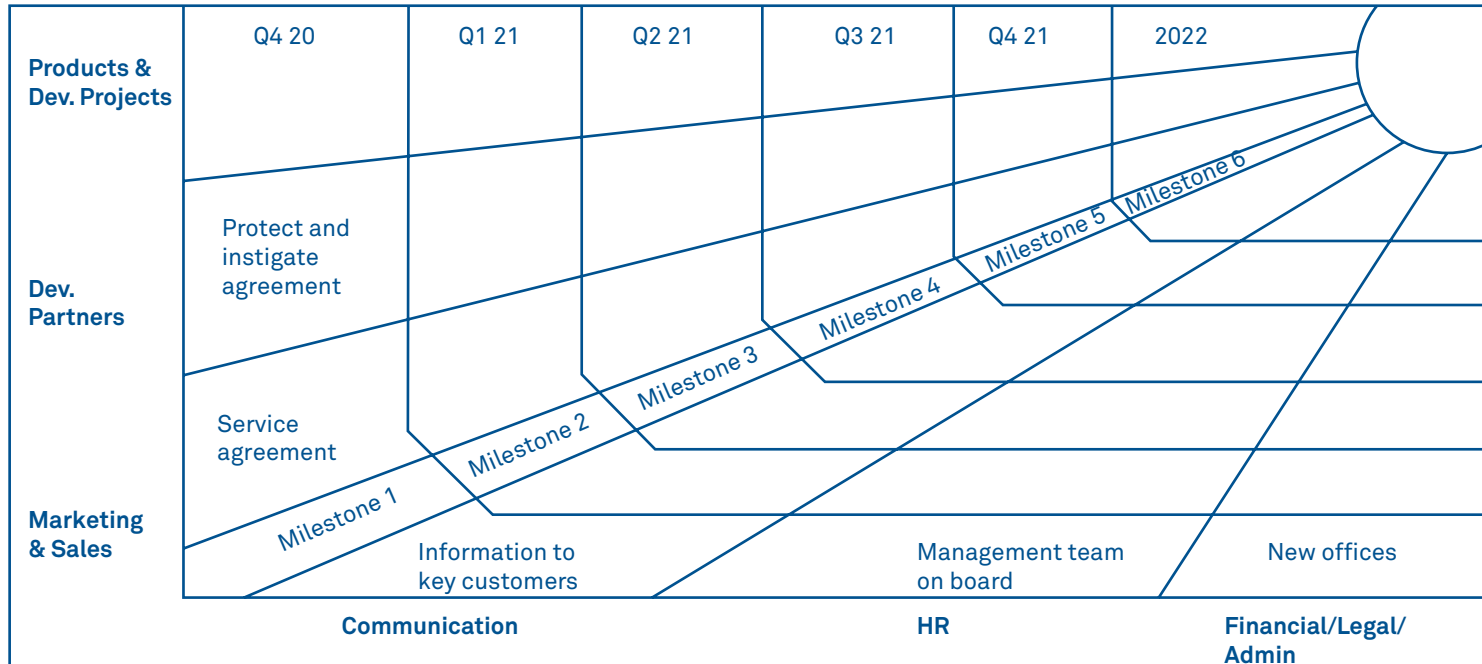 Q4 20
Q1 21
Q2 21
Q3 21
Q4 21
2022
Products &
Dev. Projects
Protect and
instigate
agreement
Dev.
Partners
Service
agreement
Marketing
& Sales
Milestone 1
Milestone 2
Milestone 3
Milestone 4
Milestone 5
Milestone 6
Information to
key customers
Management team
on board
New offices
Communication
HR
Financial/Legal/
Admin